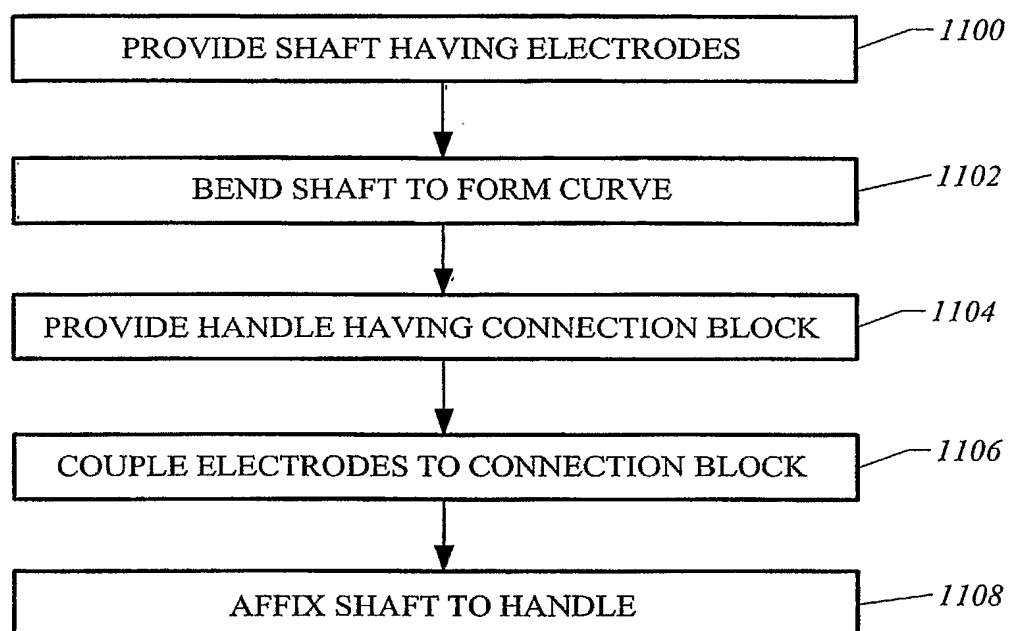 PROVIDE SHAFT HAVING ELECTRODES
1100
BEND SHAFT TO FORM CURVE
1102
PROVIDE HANDLE HAVING CONNECTION BLOCK
1104
COUPLE ELECTRODES TO CONNECTION BLOCK
1106
AFFIX SHAFT TO HANDLE
1108